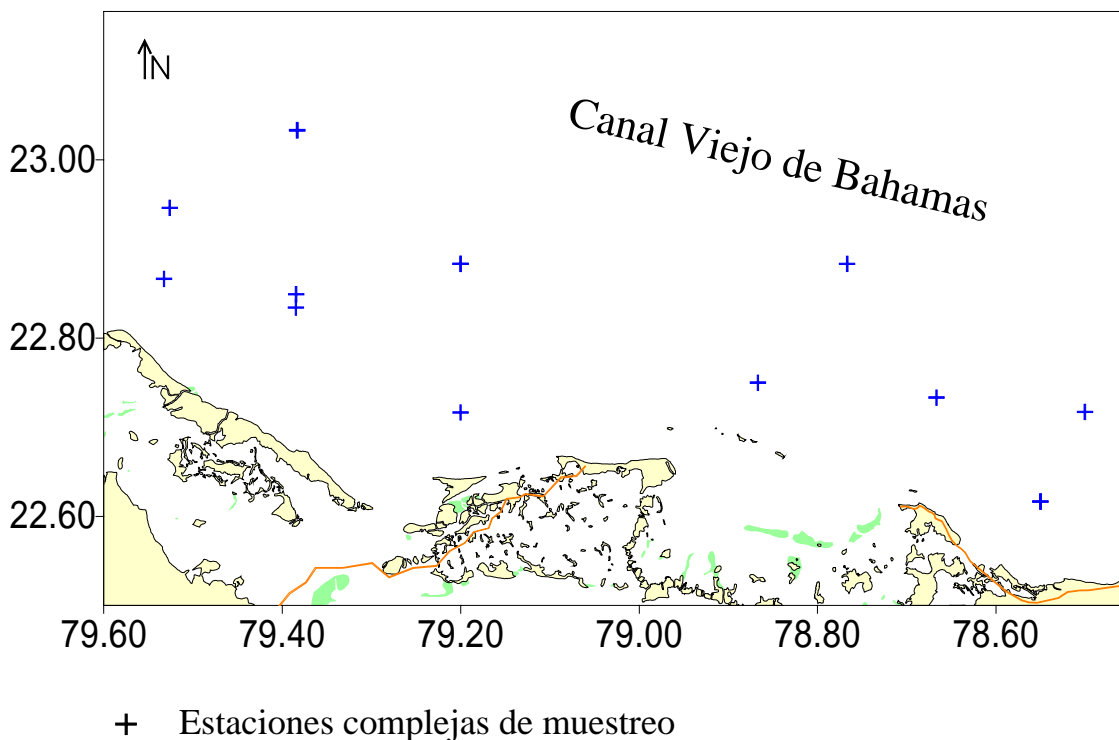 N
Canal Viejo de Bahamas
23.00
22.80
22.60
79.60 79.40 79.20 79.00 78.80 78.60
+ Estaciones complejas de muestreo